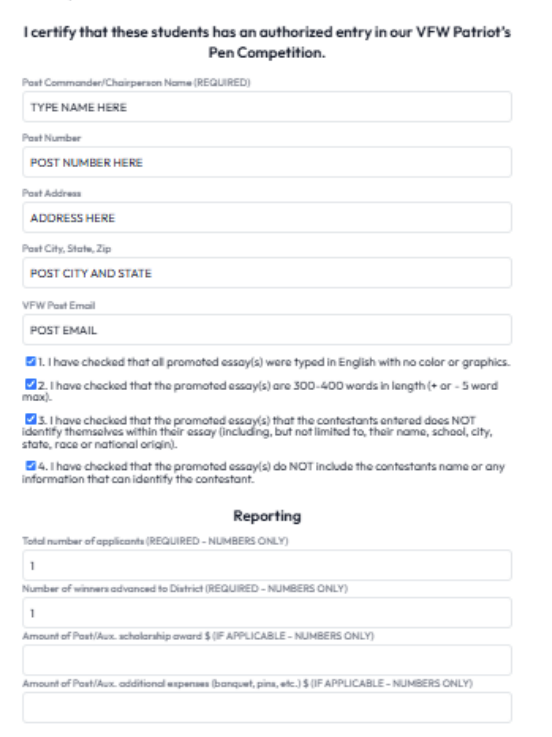 I certify that these students has an authorized entry in our VFW Patriot's
Pen Competition.
Post Commander/Chairperson Name (REQUIRED)
TYPE NAME HERE
Post Number
POST NUMBER HERE
Post Address
ADDRESS HERE
Post City, State, Zip
POST CITY AND STATE
VFW Post Email
POST EMAIL
1. I have checked that all promoted essay(s) were typed in English with no color or graphics.
2. I have checked that the promoted essay(s) are 300-400 words in length (+ or - 5 word
max).
3. I have checked that the promoted essay(s) that the contestants entered does NOT
identify themselves within their essay (including, but not limited to, their name, school, city,
state, race or national origin).
4. I have checked that the promoted essay(s) do NOT include the contestants name or any
information that can identify the contestant.
Reporting
Total number of applicants (REQUIRED - NUMBERS ONLY)
1
Number of winners advanced to District (REQUIRED - NUMBERS ONLY)
1
Amount of Post/Aux. scholarship award $ (IF APPLICABLE - NUMBERS ONLY)
Amount of Post/Aux. additional expenses (banquet, pins, etc.) $ (IF APPLICABLE - NUMBERS ONLY)